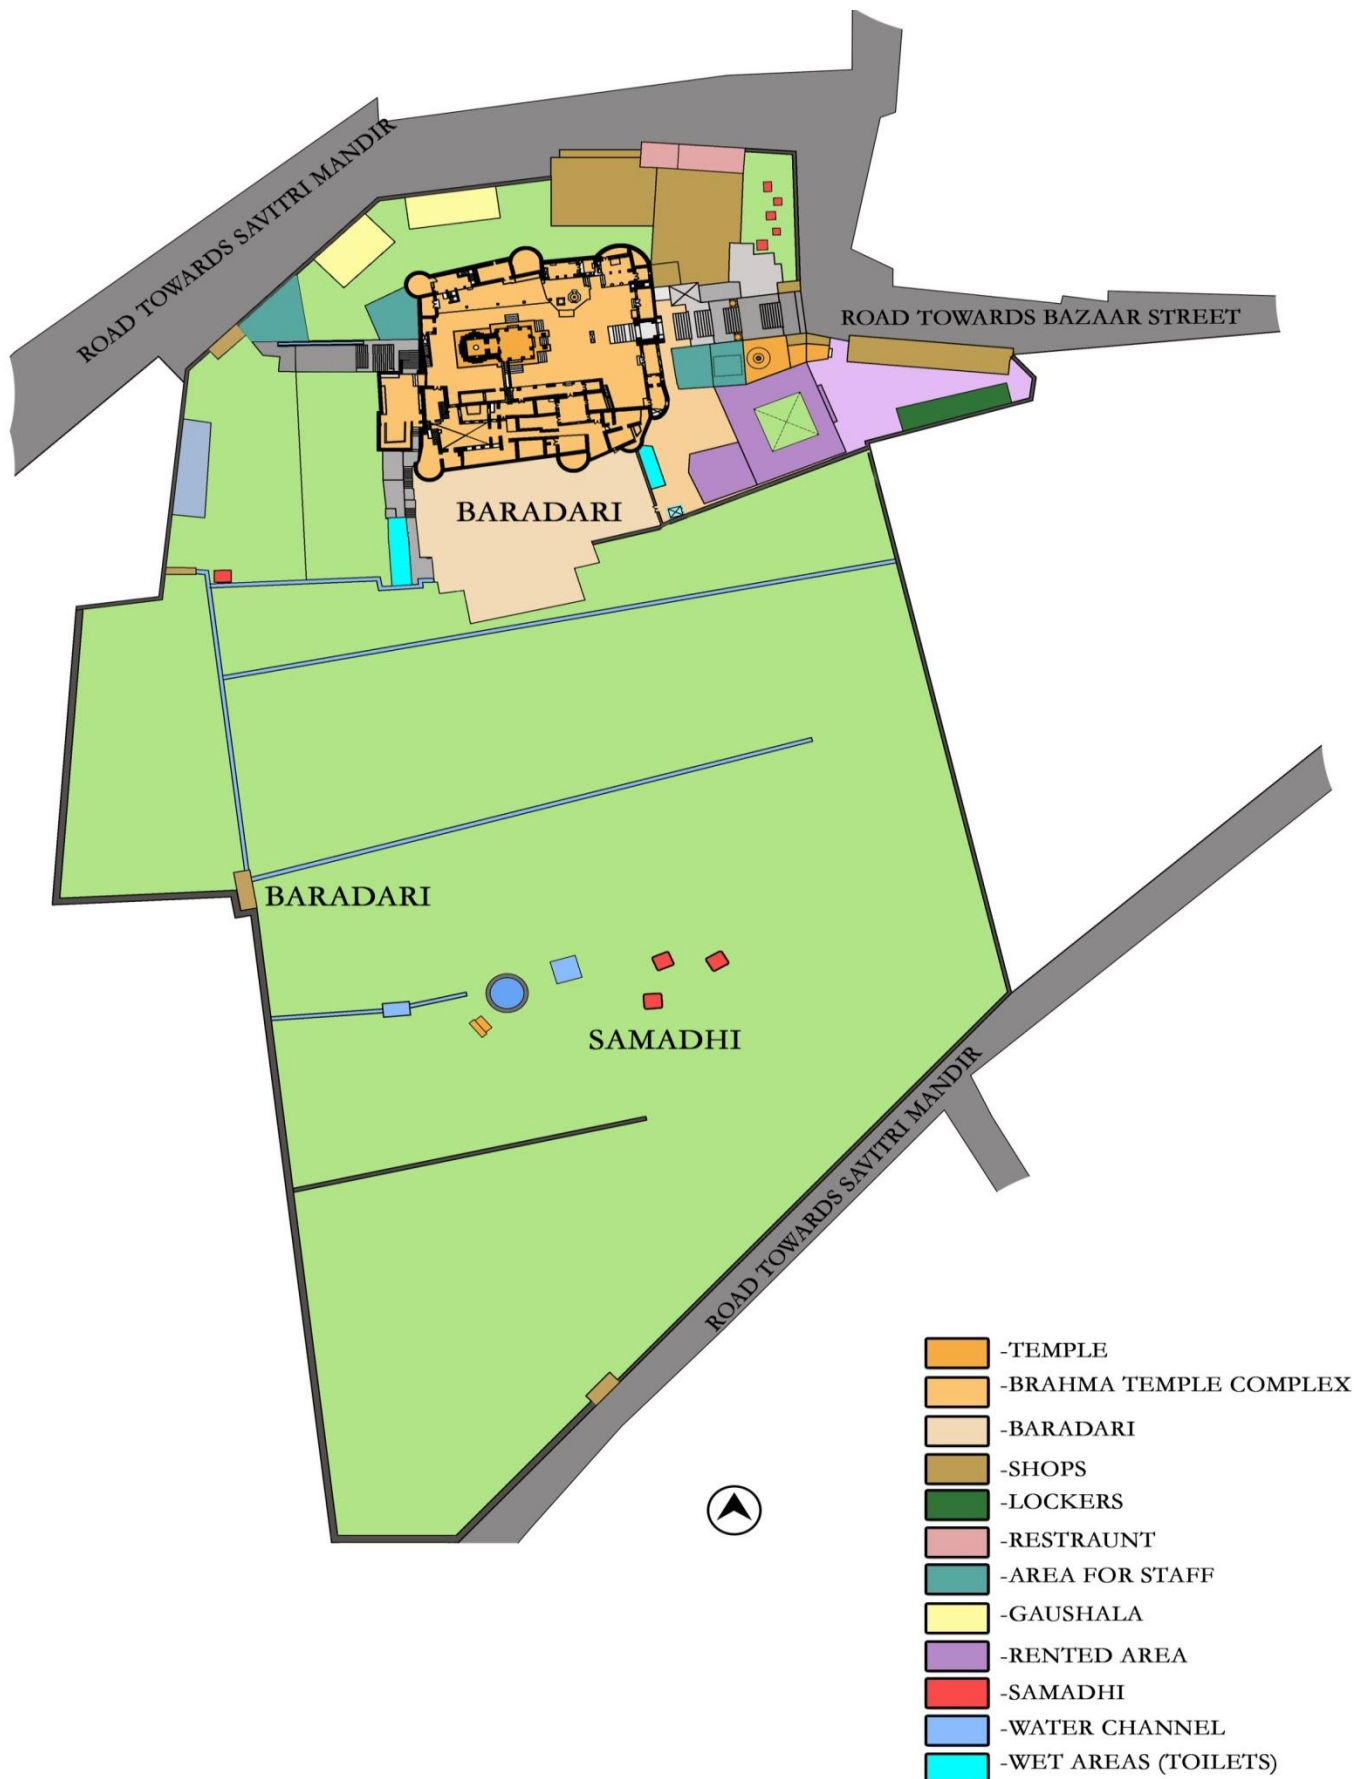 ROAD TOWARDS SAVITRI MANDIR
ROAD TOWARDS BAZAAR STREET
BARADARI
BARADARI
SAMADHI
ROAD TOWARDS SAVITRI MANDIR
-TEMPLE
-BRAHMA TEMPLE COMPLEX
-BARADARI
-SHOPS
-LOCKERS
-RESTRAUNT
-AREA FOR STAFF
-GAUSHALA
-RENTED AREA
-SAMADHI
-WATER CHANNEL
-WET AREAS (TOILETS)